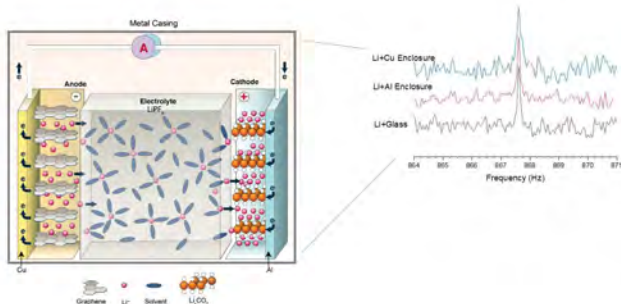 Metal Casing
A
e
e
Anode
Cathode
−
+
Electrolyte
LiPF₆
Cu
Al
Graphene
Li⁺
Solvent
Li+Cu Enclosure
Li+Al Enclosure
Li+Glass
864 865 866 867 868 869 870 871
Frequency (Hz)